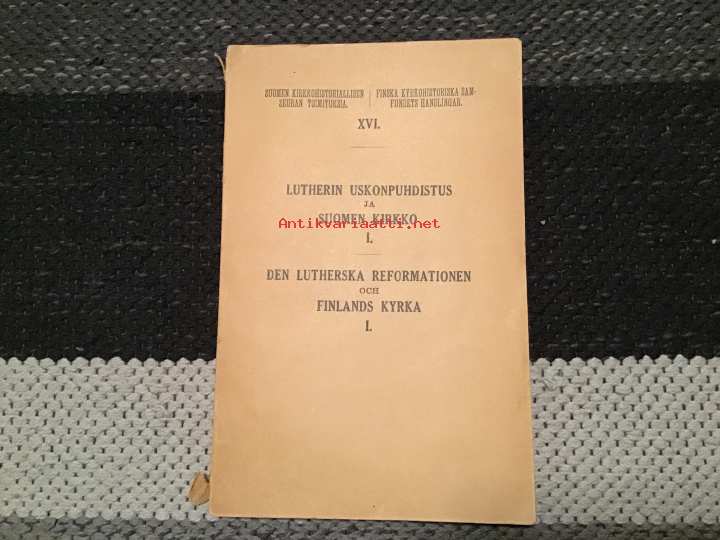 SUOMEN KIRKKOHISTORIALLISEN
SEURAN TOIMITUKSIA.
FINSKA KYRKOHISTORISKA SAM-
FUNDETS HANDLINGAR.
XVI.
LUTHERIN USKONPUHDISTUS
JA
SUOMEN KIRKKO
Antikvariaatti.net
I.
DEN LUTHERSKA REFORMATIONEN
OCH
FINLANDS KYRKA
I.